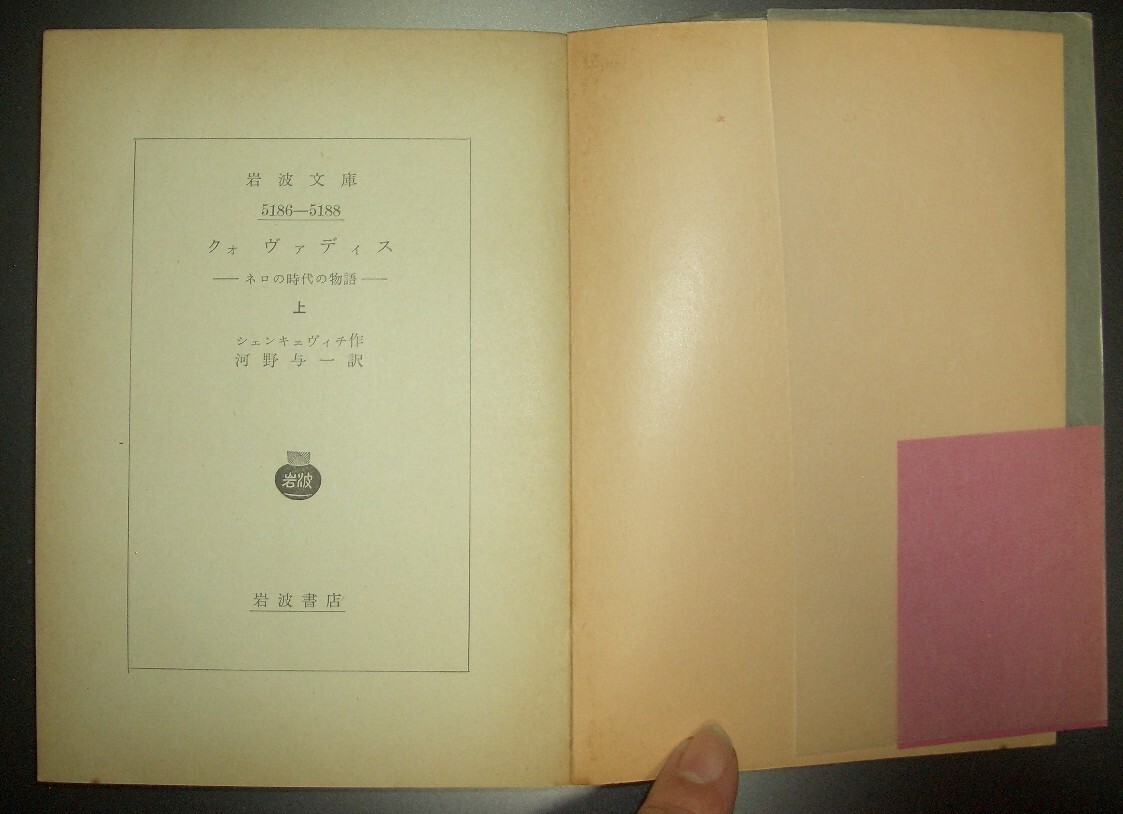 岩波文庫
5186—5188
クォ ヴァディス
—— ネロの時代の物語 ——
上
シェンキェヴィチ作
河野与一訳
岩波
岩波書店